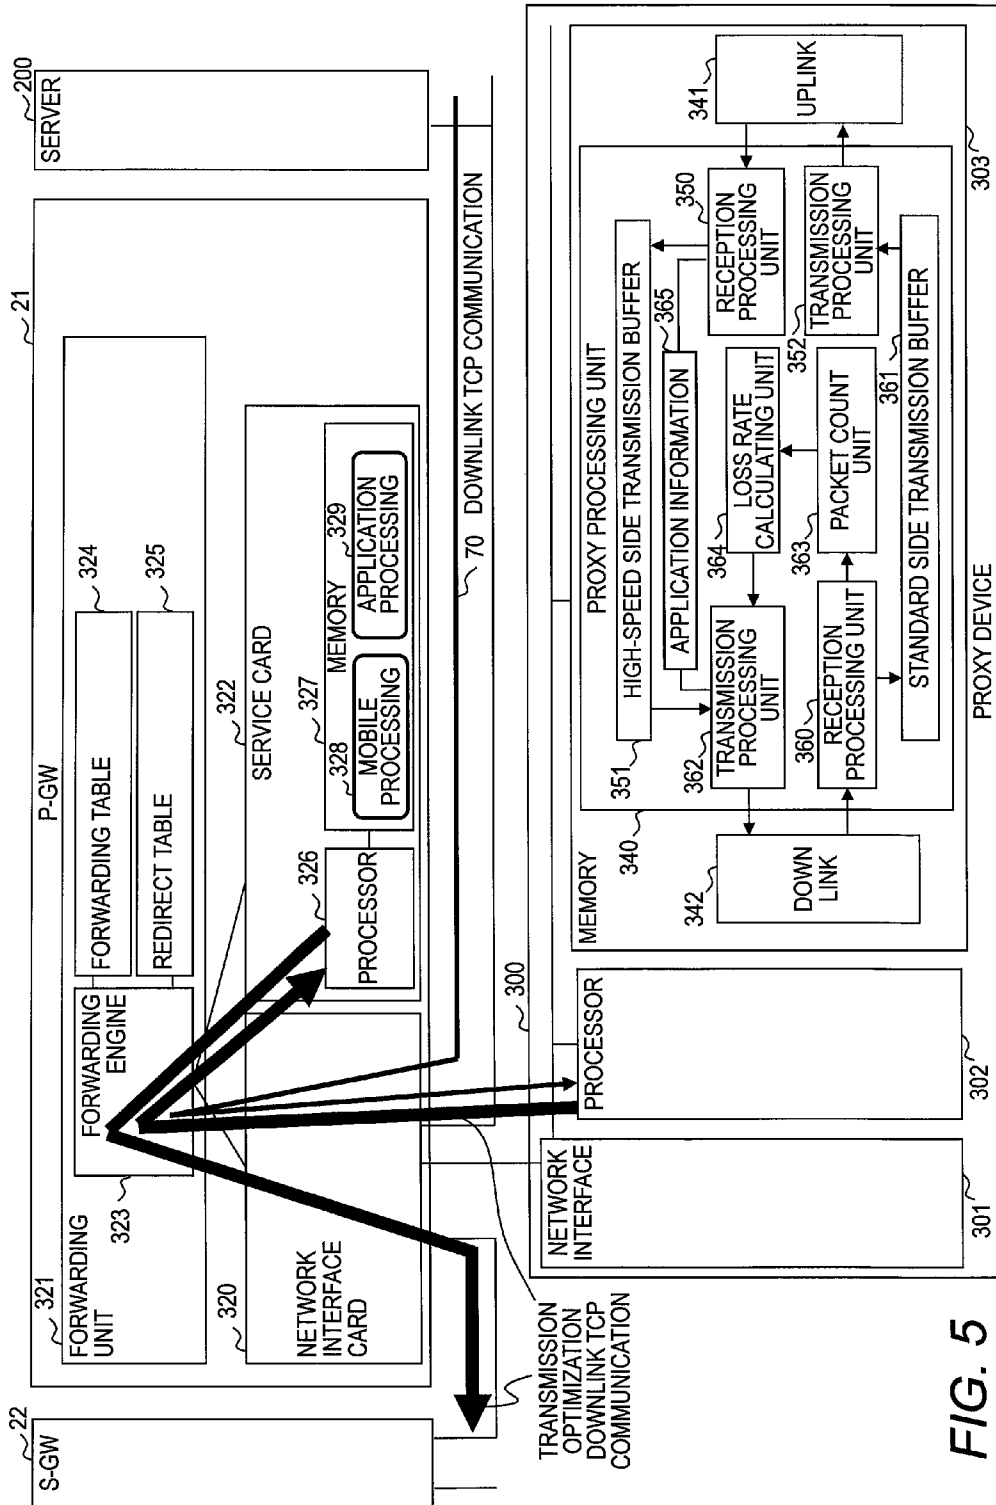 S-GW
22
P-GW
21
SERVER
200
321
FORWARDING
UNIT
FORWARDING
ENGINE
323
FORWARDING TABLE
324
REDIRECT TABLE
325
320
NETWORK
INTERFACE
CARD
322
SERVICE CARD
326
PROCESSOR
327
MEMORY
328
MOBILE
PROCESSING
329
APPLICATION
PROCESSING
70 DOWNLINK TCP COMMUNICATION
TRANSMISSION
OPTIMIZATION
DOWNLINK TCP
COMMUNICATION
300
NETWORK
INTERFACE
301
PROCESSOR
302
MEMORY
303
342
DOWN
LINK
340
PROXY PROCESSING UNIT
351
HIGH-SPEED SIDE TRANSMISSION BUFFER
APPLICATION INFORMATION
365
362
TRANSMISSION
PROCESSING
UNIT
364
LOSS RATE
CALCULATING UNIT
350
RECEPTION
PROCESSING
UNIT
360
RECEPTION
PROCESSING UNIT
363
PACKET COUNT
UNIT
352
TRANSMISSION
PROCESSING
UNIT
361
STANDARD SIDE TRANSMISSION BUFFER
341
UPLINK
PROXY DEVICE
FIG. 5